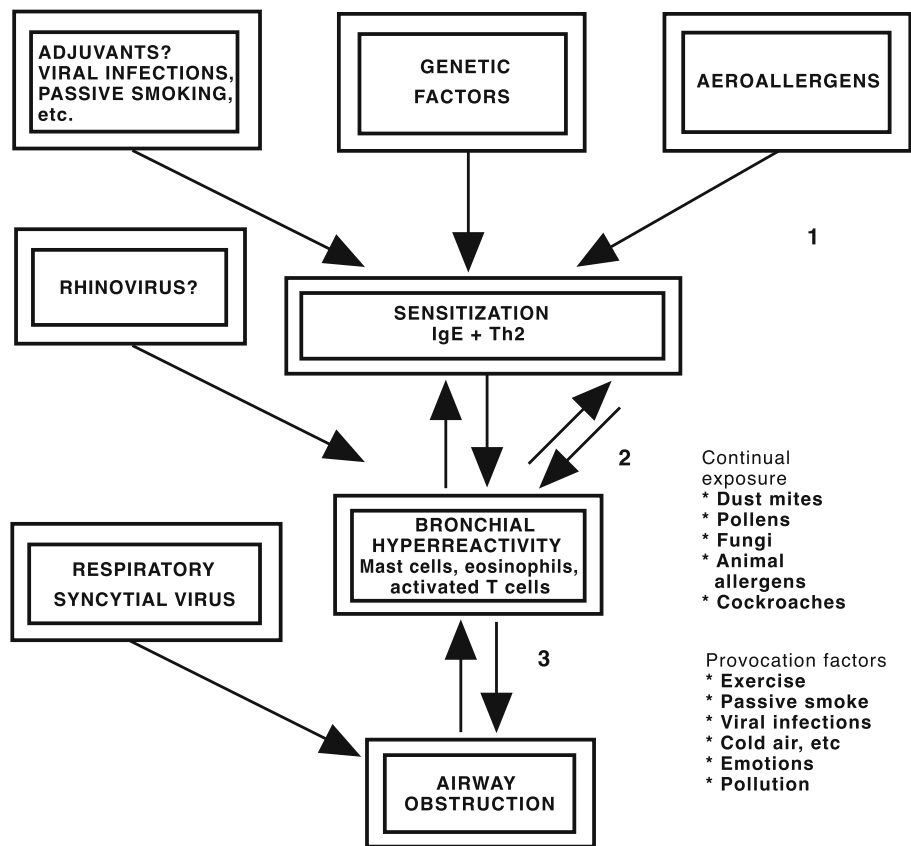 ADJUVANTS?
VIRAL INFECTIONS,
PASSIVE SMOKING,
etc.
GENETIC
FACTORS
AEROALLERGENS
1
RHINOVIRUS?
SENSITIZATION
IgE + Th2
2
Continual
exposure
* Dust mites
* Pollens
* Fungi
* Animal
allergens
* Cockroaches
BRONCHIAL
HYPERREACTIVITY
Mast cells, eosinophils,
activated T cells
RESPIRATORY
SYNCYTIAL VIRUS
3
Provocation factors
* Exercise
* Passive smoke
* Viral infections
* Cold air, etc
* Emotions
* Pollution
AIRWAY
OBSTRUCTION